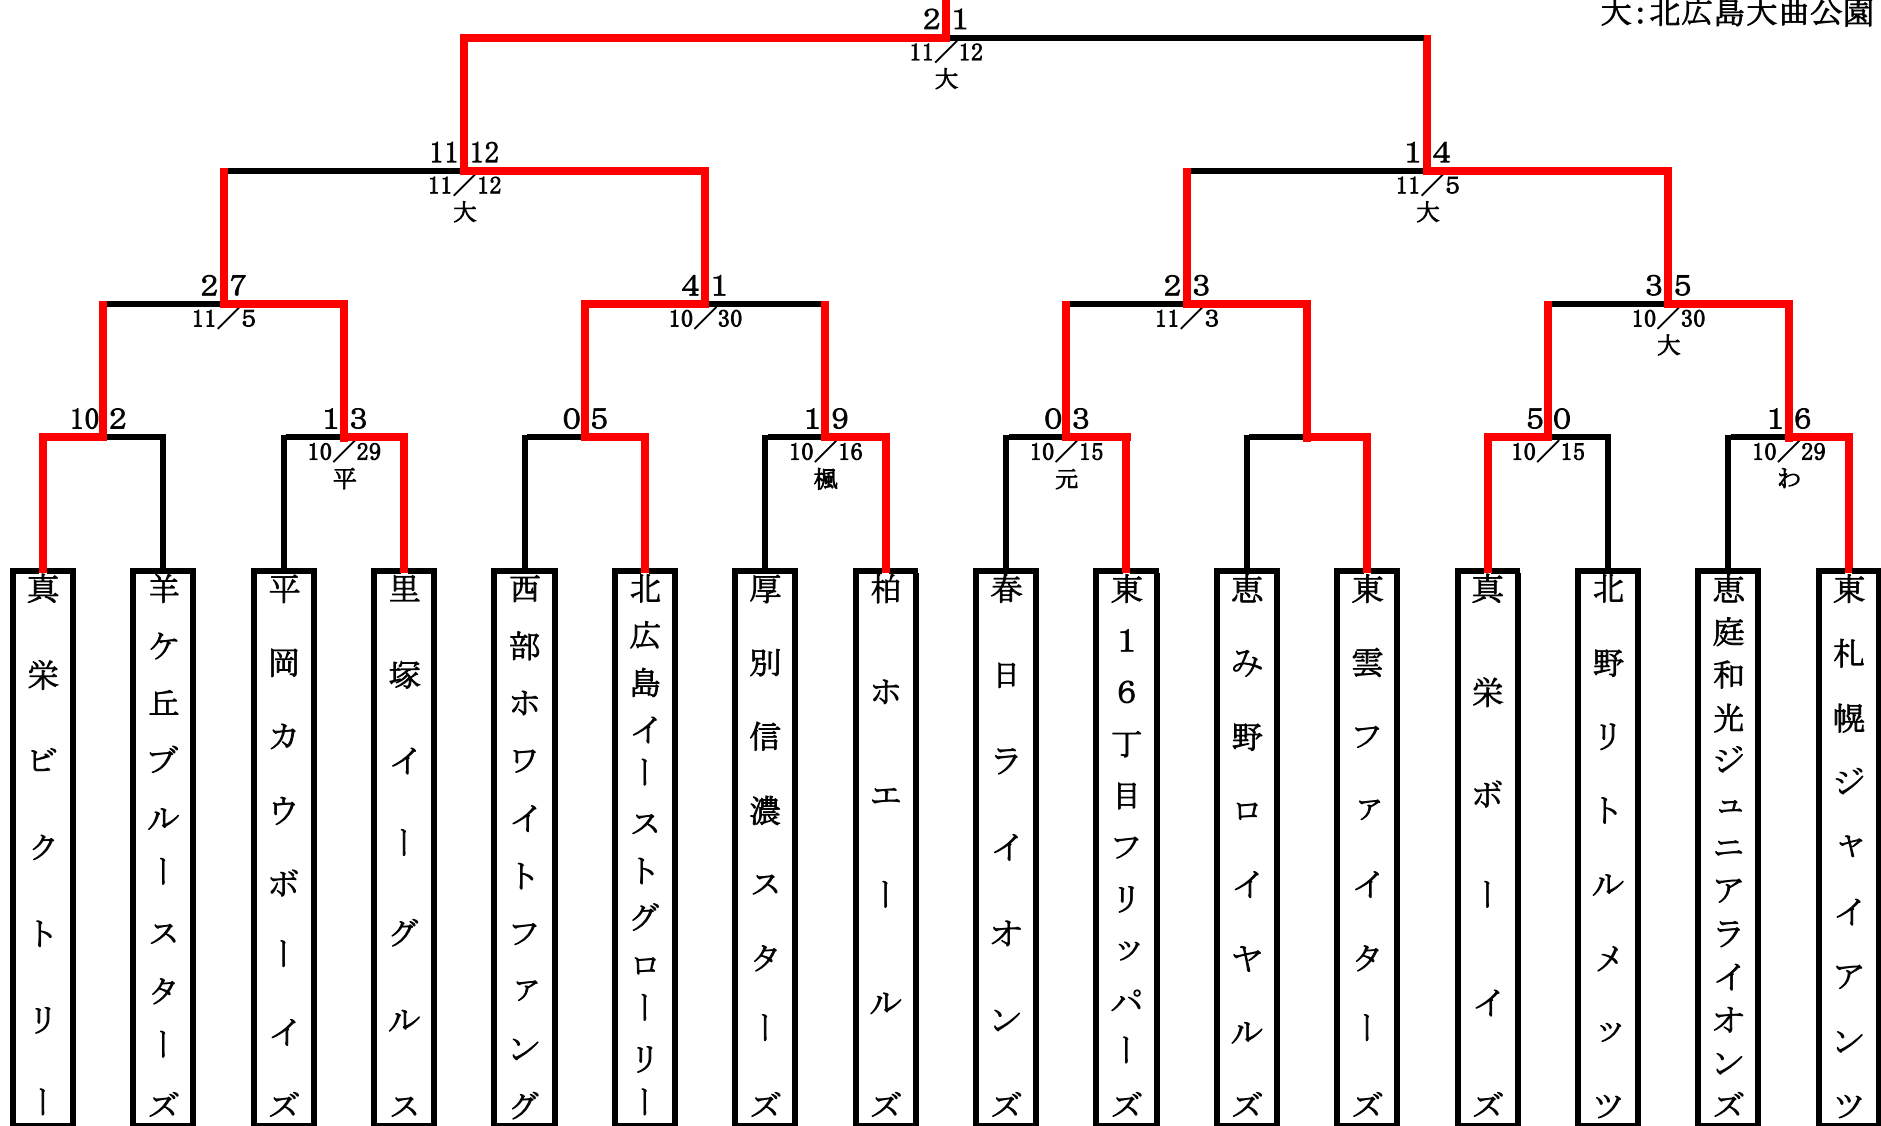 大:北広島大曲公園
2 1
11／12
大
11 12
11／12
大
1 4
11／5
大
2 7
11／5
4 1
10／30
2 3
11／3
3 5
10／30
大
10 2
1 3
10／29
平
0 5
1 9
10／16
楓
0 3
10／15
元
5 0
10／15
1 6
10／29
わ
真栄ビクトリー
羊ケ丘ブルースターズ
平岡カウボーイズ
里塚イーグルス
西部ホワイトファング
北広島イーストグローリー
厚別信濃スターズ
柏ホエールズ
春日ライオンズ
東16丁目フリッパーズ
恵み野ロイヤルズ
東雲ファイターズ
真栄ボーイズ
北野リトルメッツ
恵庭和光ジュニアライオンズ
東札幌ジャイアンツ